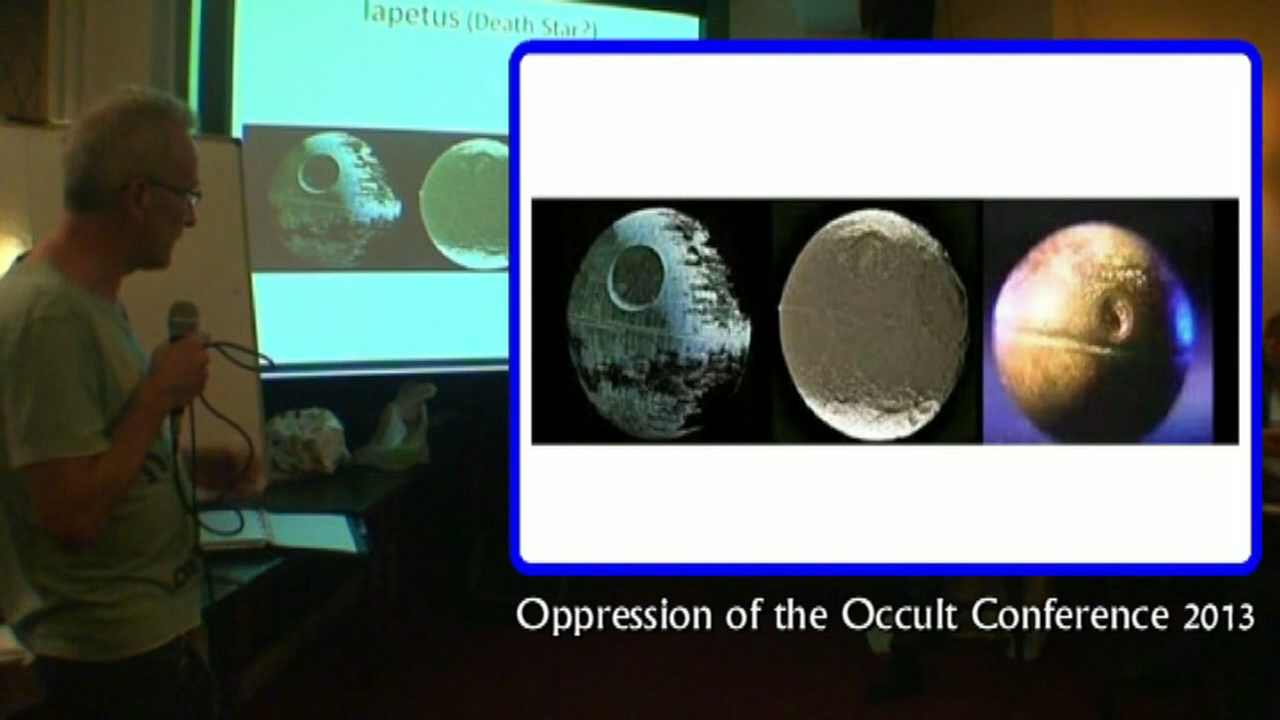 Iapetus (Death Star?)
Oppression of the Occult Conference 2013